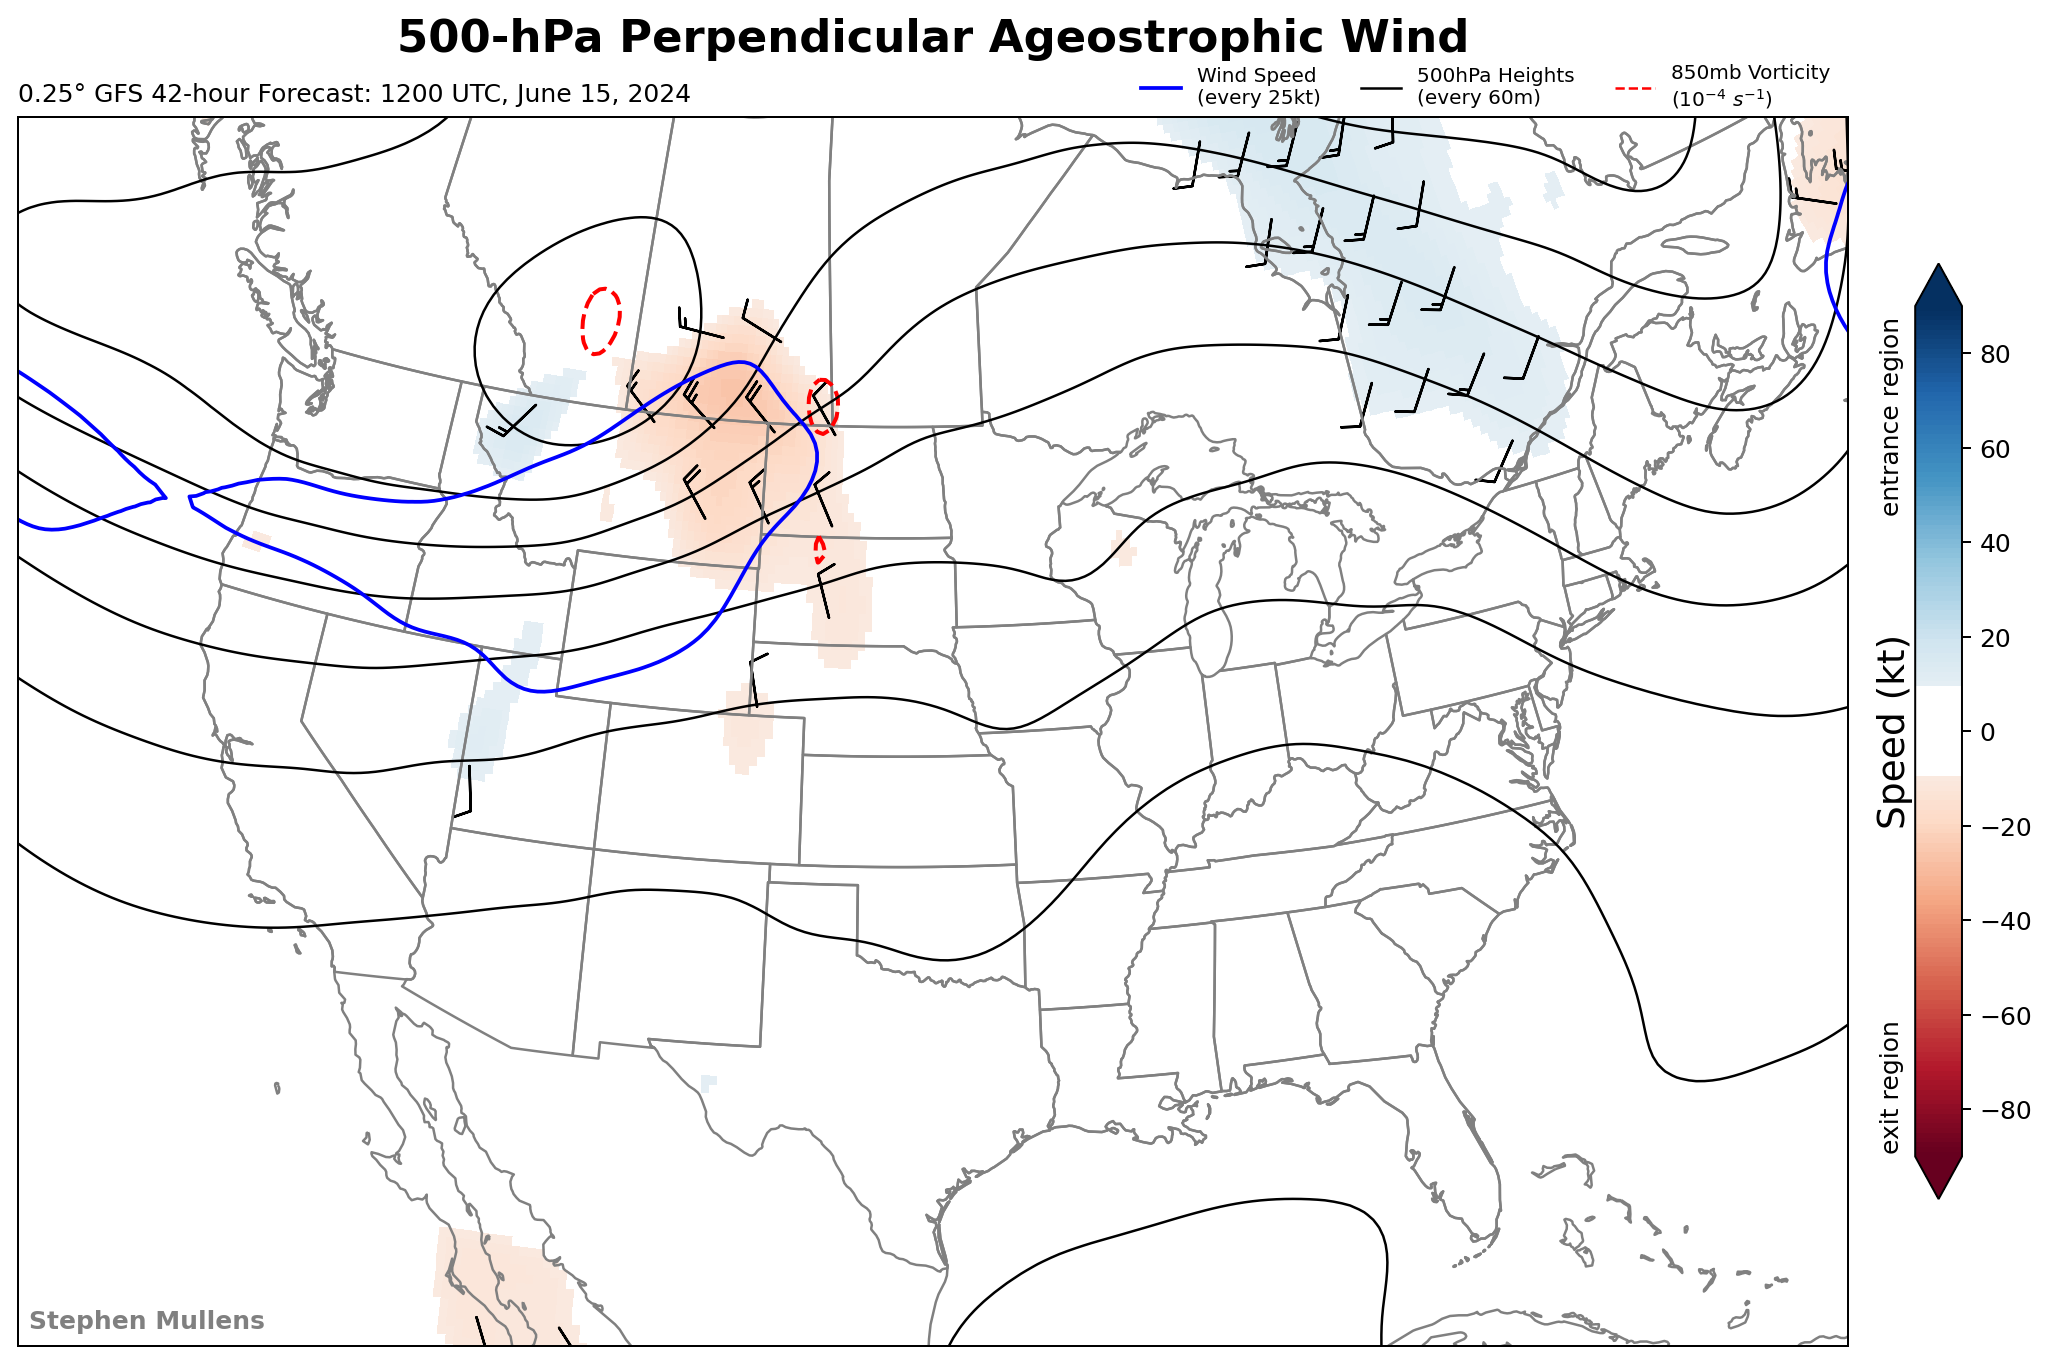 500-hPa Perpendicular Ageostrophic Wind
0.25° GFS 42-hour Forecast: 1200 UTC, June 15, 2024
Wind Speed
(every 25kt)
500hPa Heights
(every 60m)
850mb Vorticity
(10⁻⁴ s⁻¹)
entrance region
Speed (kt)
exit region
80
60
40
20
0
−20
−40
−60
−80
Stephen Mullens